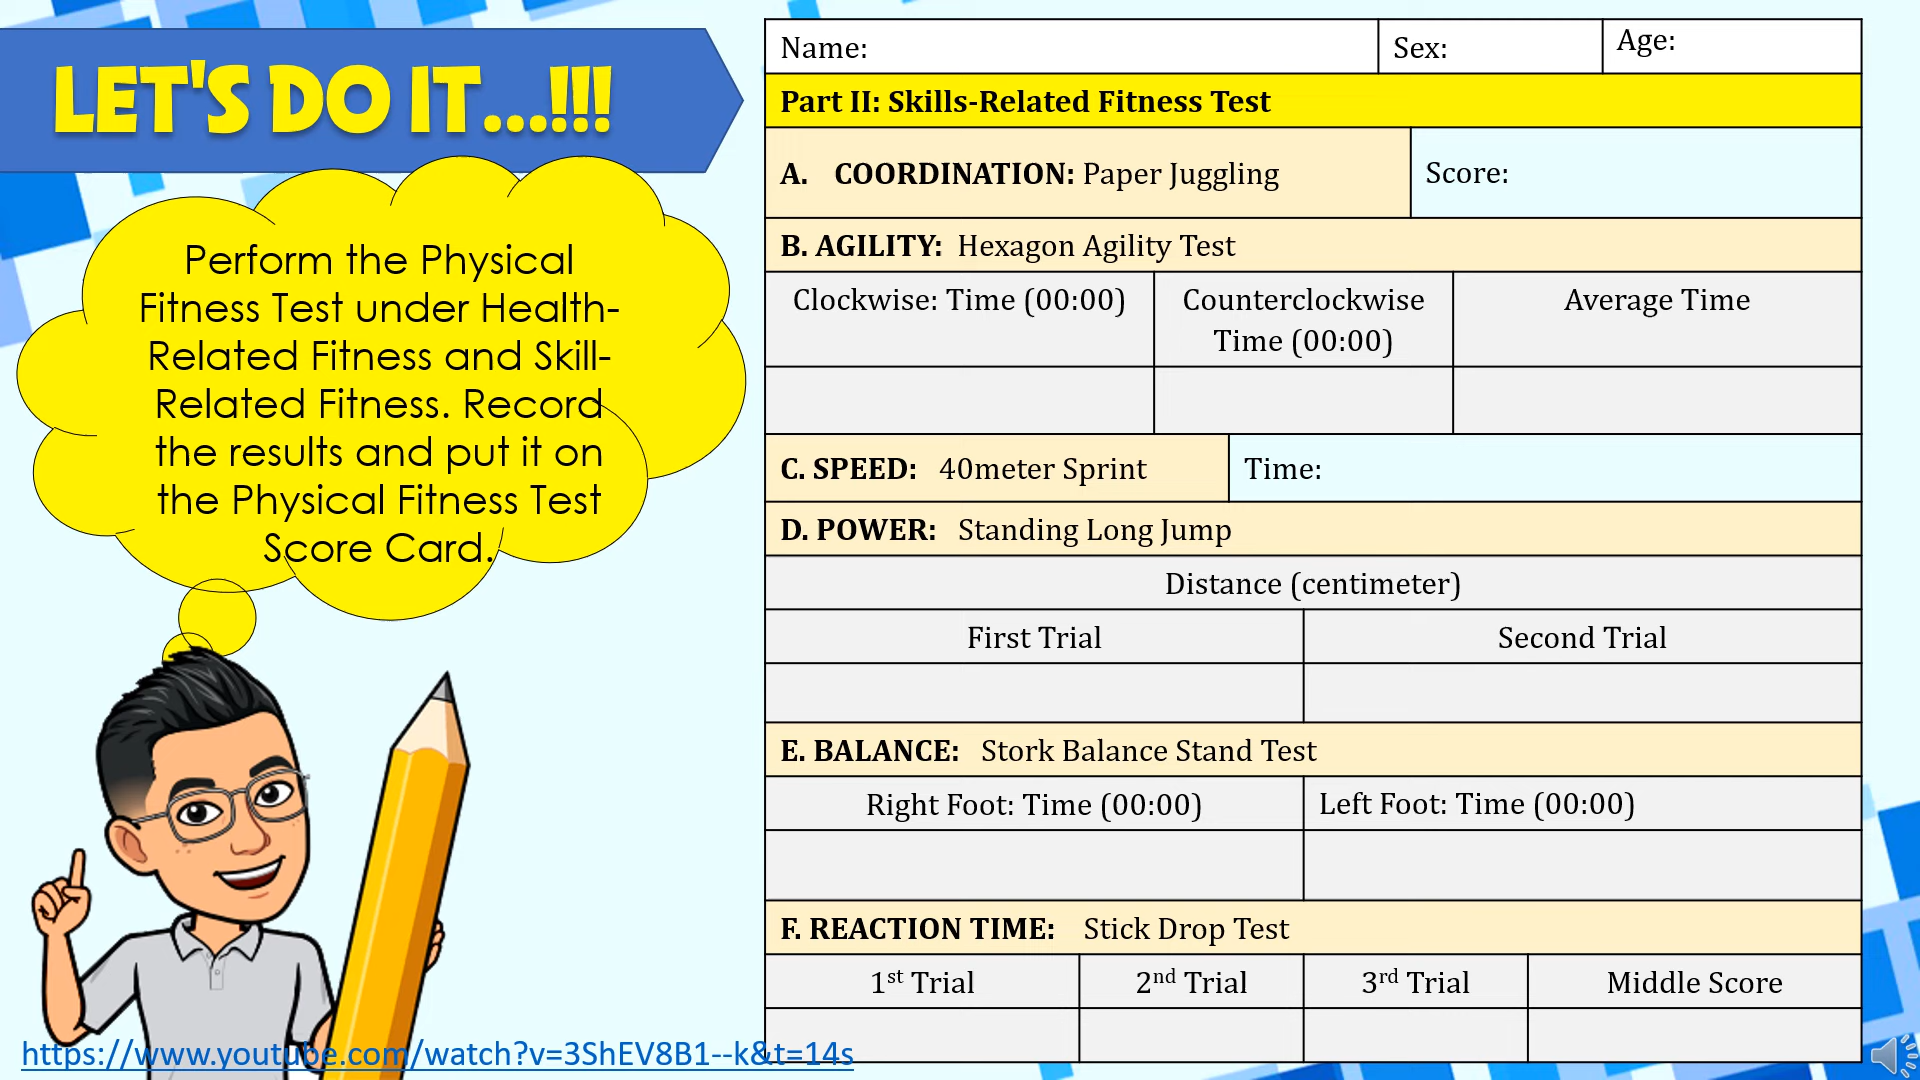 LET'S DO IT...!!!
Perform the Physical
Fitness Test under Health-
Related Fitness and Skill-
Related Fitness. Record
the results and put it on
the Physical Fitness Test
Score Card.
https://www.youtube.com/watch?v=3ShEV8B1--k&t=14s
Name:
Sex:
Age:
Part II: Skills-Related Fitness Test
A. COORDINATION: Paper Juggling
Score:
B. AGILITY: Hexagon Agility Test
Clockwise: Time (00:00)
Counterclockwise
Time (00:00)
Average Time
C. SPEED: 40meter Sprint
Time:
D. POWER: Standing Long Jump
Distance (centimeter)
First Trial
Second Trial
E. BALANCE: Stork Balance Stand Test
Right Foot: Time (00:00)
Left Foot: Time (00:00)
F. REACTION TIME: Stick Drop Test
1st Trial
2nd Trial
3rd Trial
Middle Score